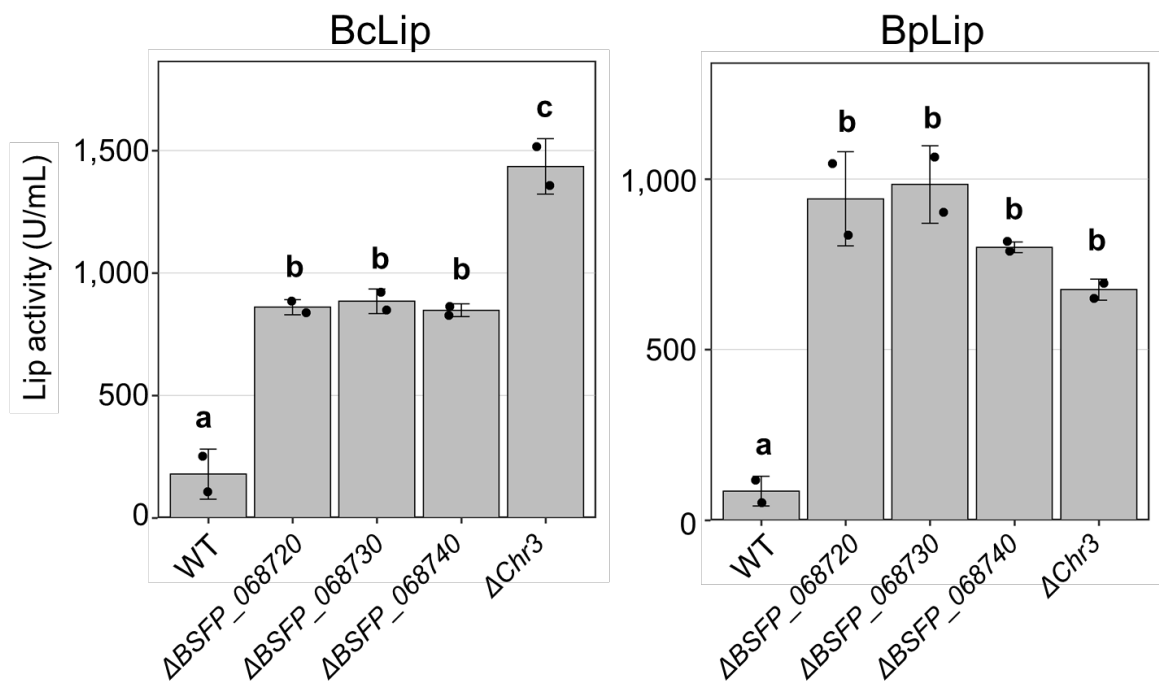 BcLip
Lip activity (U/mL)
1,500
1,000
500
0
a
b
b
b
c
WT
ΔBSFP_068720
ΔBSFP_068730
ΔBSFP_068740
ΔChr3
BpLip
1,000
500
0
a
b
b
b
b
WT
ΔBSFP_068720
ΔBSFP_068730
ΔBSFP_068740
ΔChr3